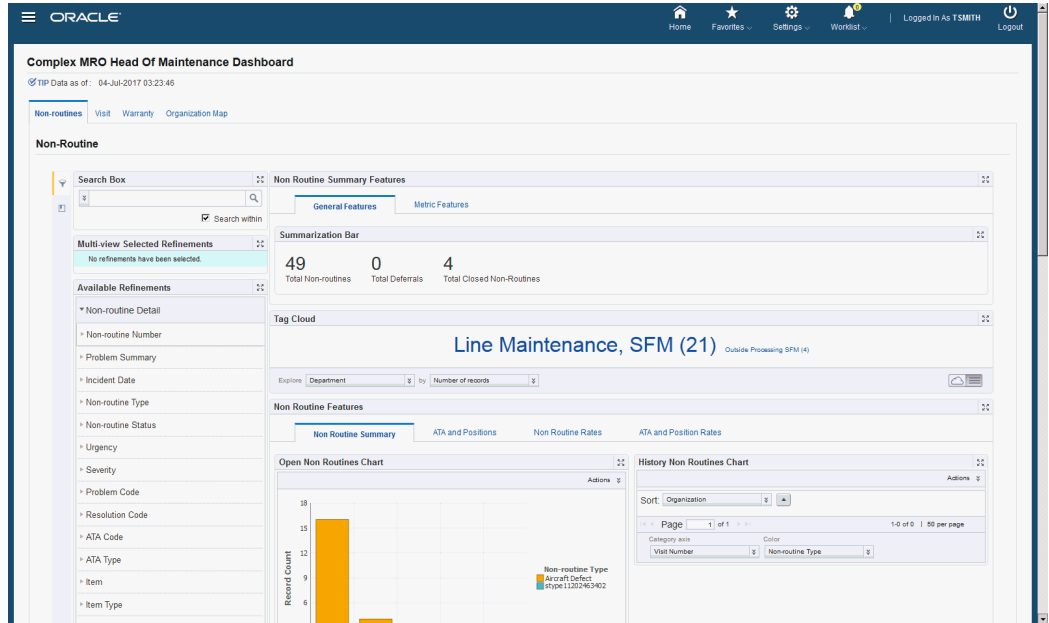 ORACLE
Home
Favorites
Settings
0
Worklist
Logged In As TSMITH
Logout
Complex MRO Head Of Maintenance Dashboard
TIP Data as of : 04-Jul-2017 03:23:46
Non-routines Visit Warranty Organization Map
Non-Routine
Search Box
Search within
Multi-view Selected Refinements
No refinements have been selected.
Available Refinements
Non-routine Detail
Non-routine Number
Problem Summary
Incident Date
Non-routine Type
Non-routine Status
Urgency
Severity
Problem Code
Resolution Code
ATA Code
ATA Type
Item
Item Type
Non Routine Summary Features
General Features Metric Features
Summarization Bar
49 0 4
Total Non-routines Total Deferrals Total Closed Non-Routines
Tag Cloud
Line Maintenance, SFM (21) Outside Processing SFM (4)
Explore Department by Number of records
Non Routine Features
Non Routine Summary ATA and Positions Non Routine Rates ATA and Position Rates
Open Non Routines Chart
Actions
18
15
12
9
6
Record Count
Non-routine Type
Aircraft Defect
stype11202463402
History Non Routines Chart
Actions
Sort: Organization
Page 1 of 1 1-0 of 0 | 50 per page
Category axis Color
Visit Number Non-routine Type